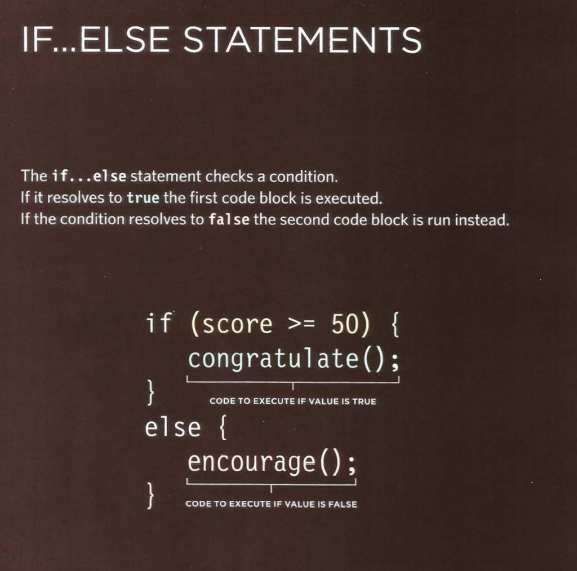 IF...ELSE STATEMENTS
The if...else statement checks a condition.
If it resolves to true the first code block is executed.
If the condition resolves to false the second code block is run instead.
if (score >= 50) {
congratulate();
}
CODE TO EXECUTE IF VALUE IS TRUE
else {
encourage();
}
CODE TO EXECUTE IF VALUE IS FALSE